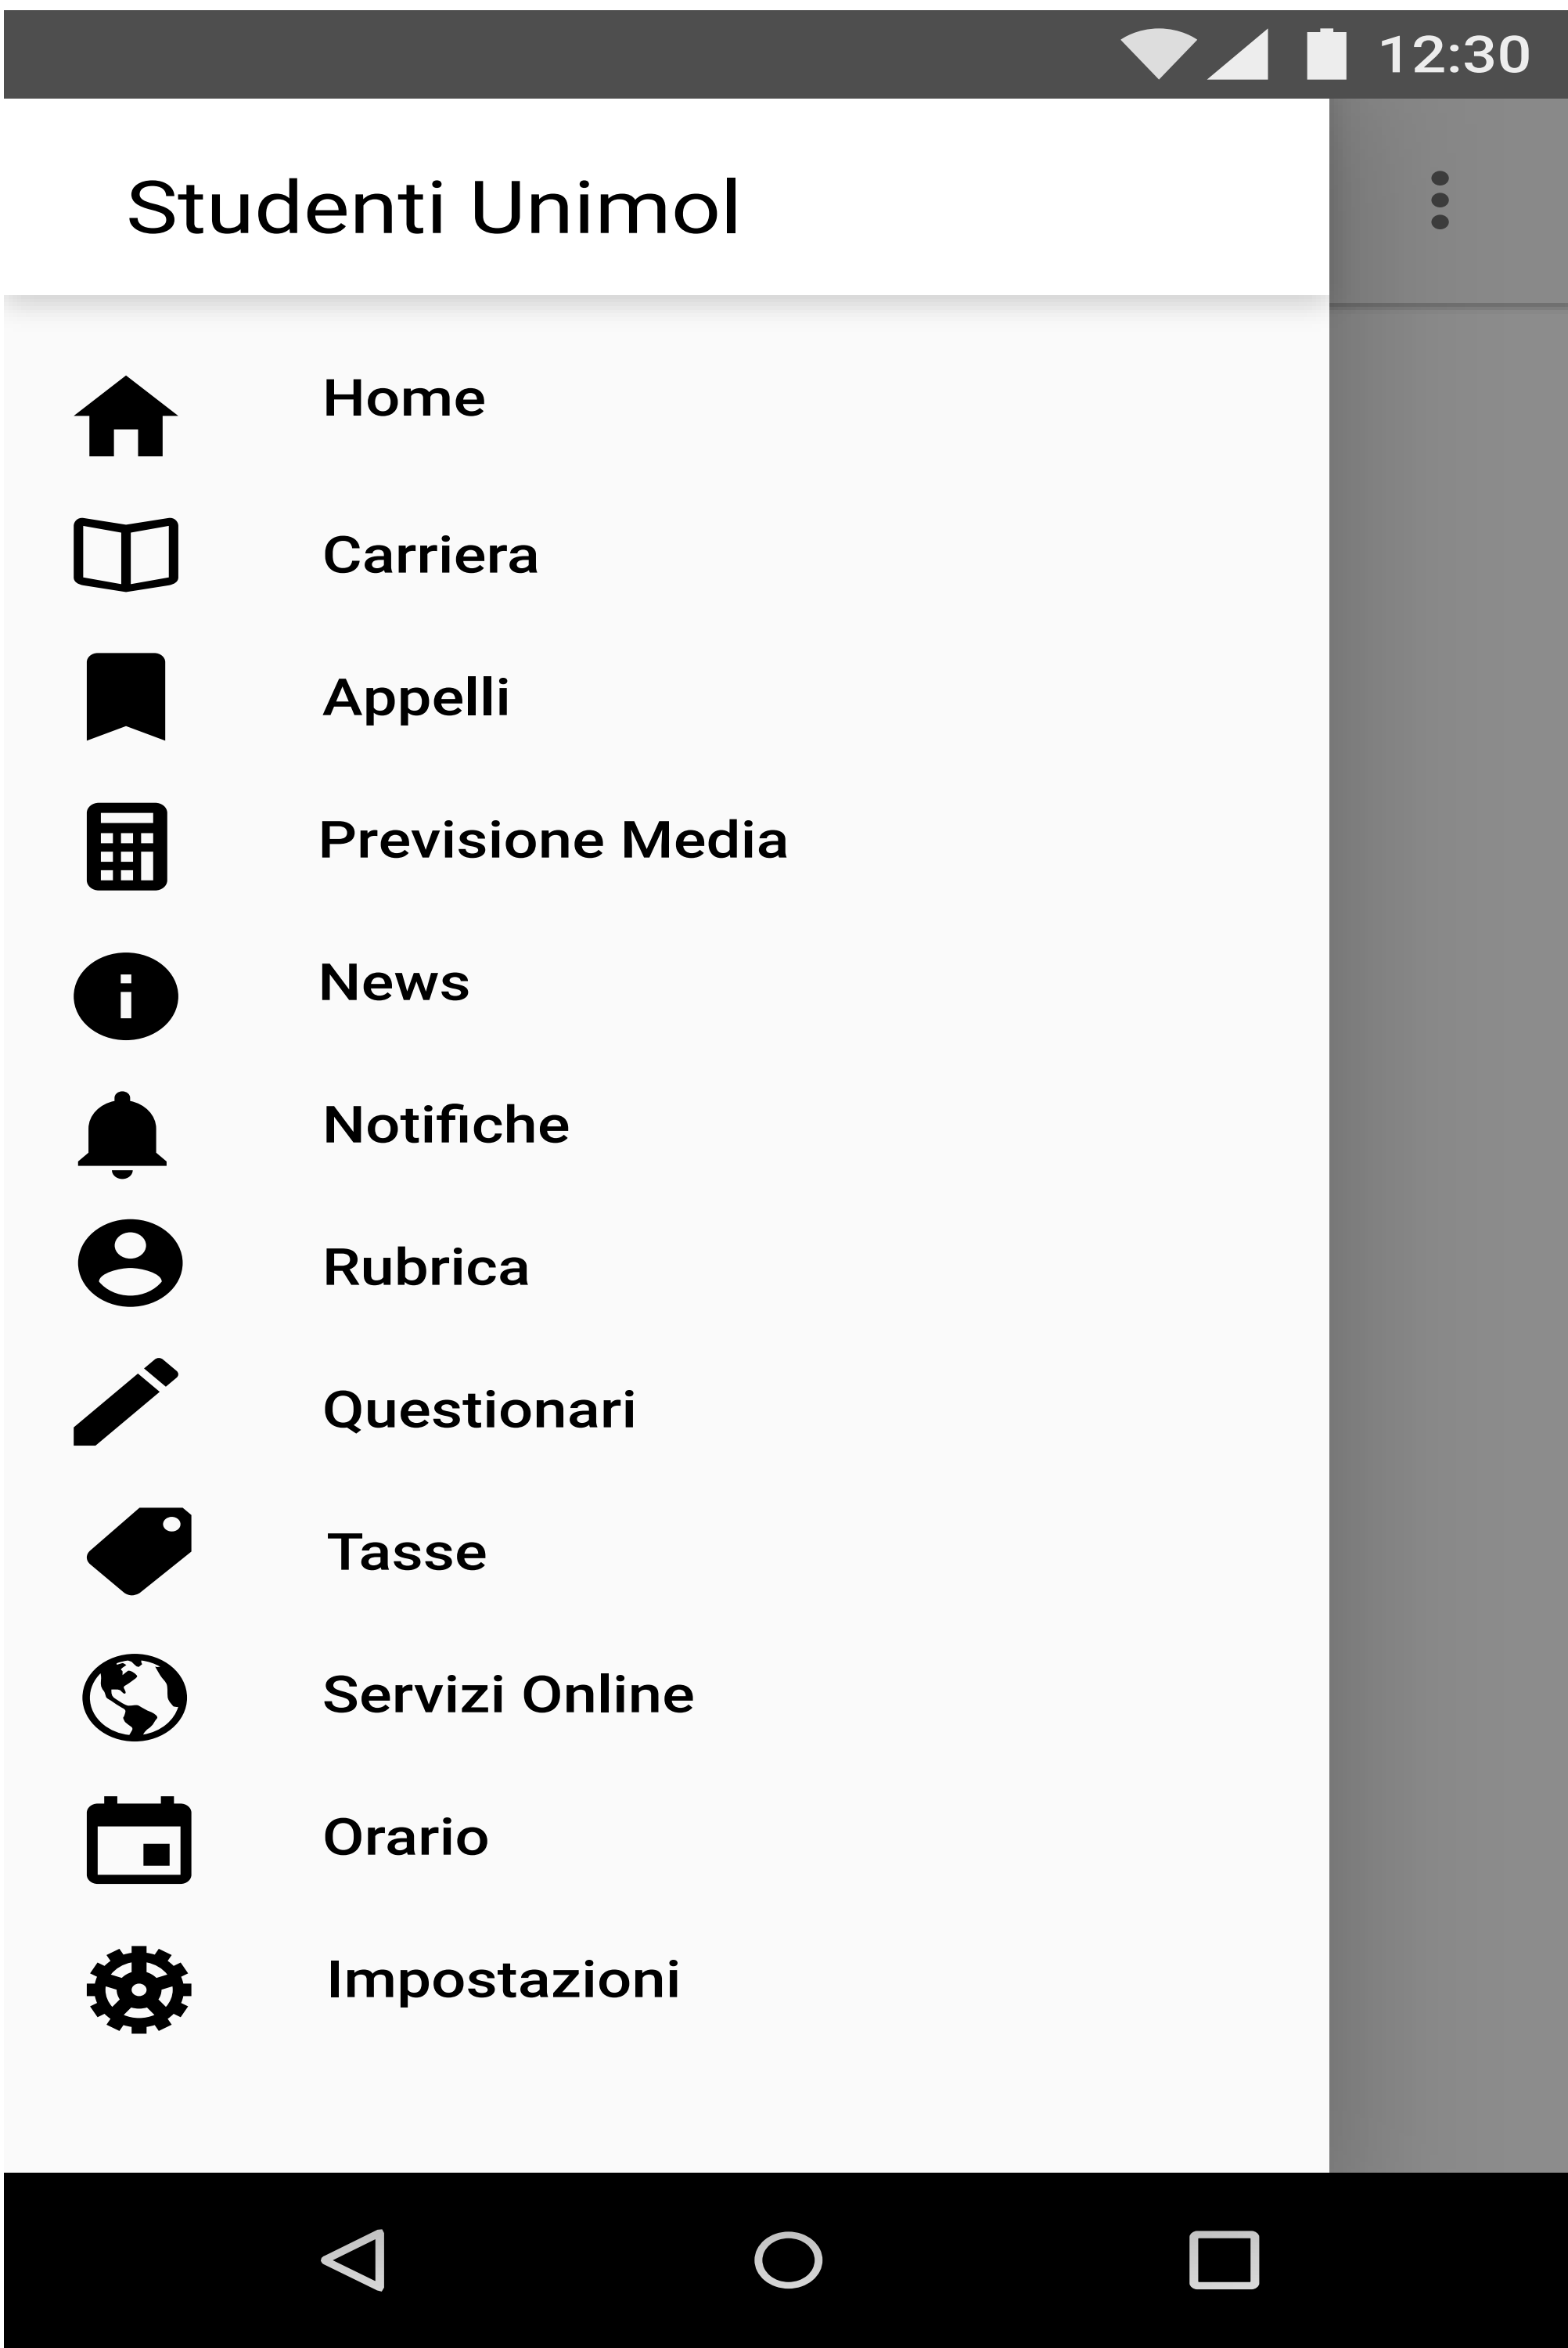 12:30
Studenti Unimol
Home
Carriera
Appelli
Previsione Media
News
Notifiche
Rubrica
Questionari
Tasse
Servizi Online
Orario
Impostazioni